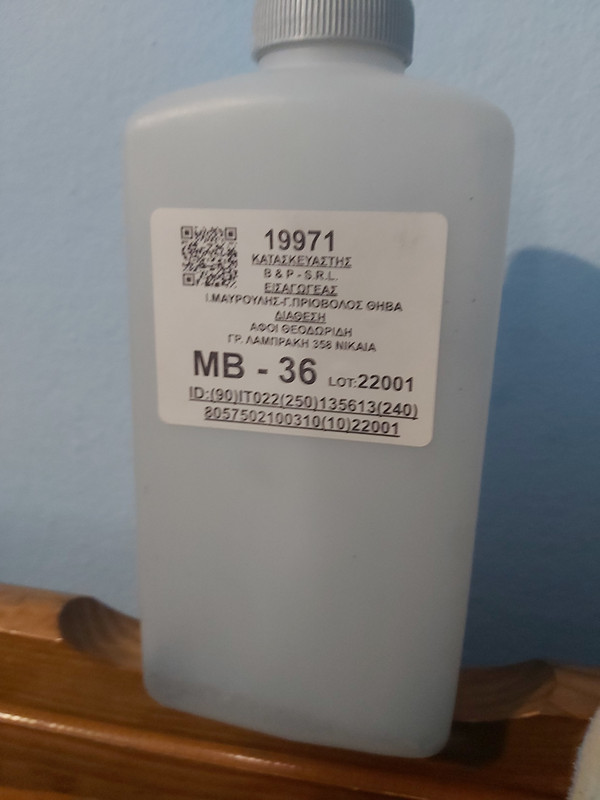 19971
ΚΑΤΑΣΚΕΥΑΣΤΗΣ
B & P - S.R.L.
ΕΙΣΑΓΩΓΕΑΣ
Ι.ΜΑΥΡΟΥΛΗΣ-Γ.ΠΡΙΟΒΟΛΟΣ ΘΗΒΑ
ΔΙΑΘΕΣΗ
ΑΦΟΙ ΘΕΟΔΩΡΙΔΗ
ΓΡ. ΛΑΜΠΡΑΚΗ 358 ΝΙΚΑΙΑ
MB - 36 LOT:22001
ID:(90)IT022(250)135613(240)
8057502100310(10)22001